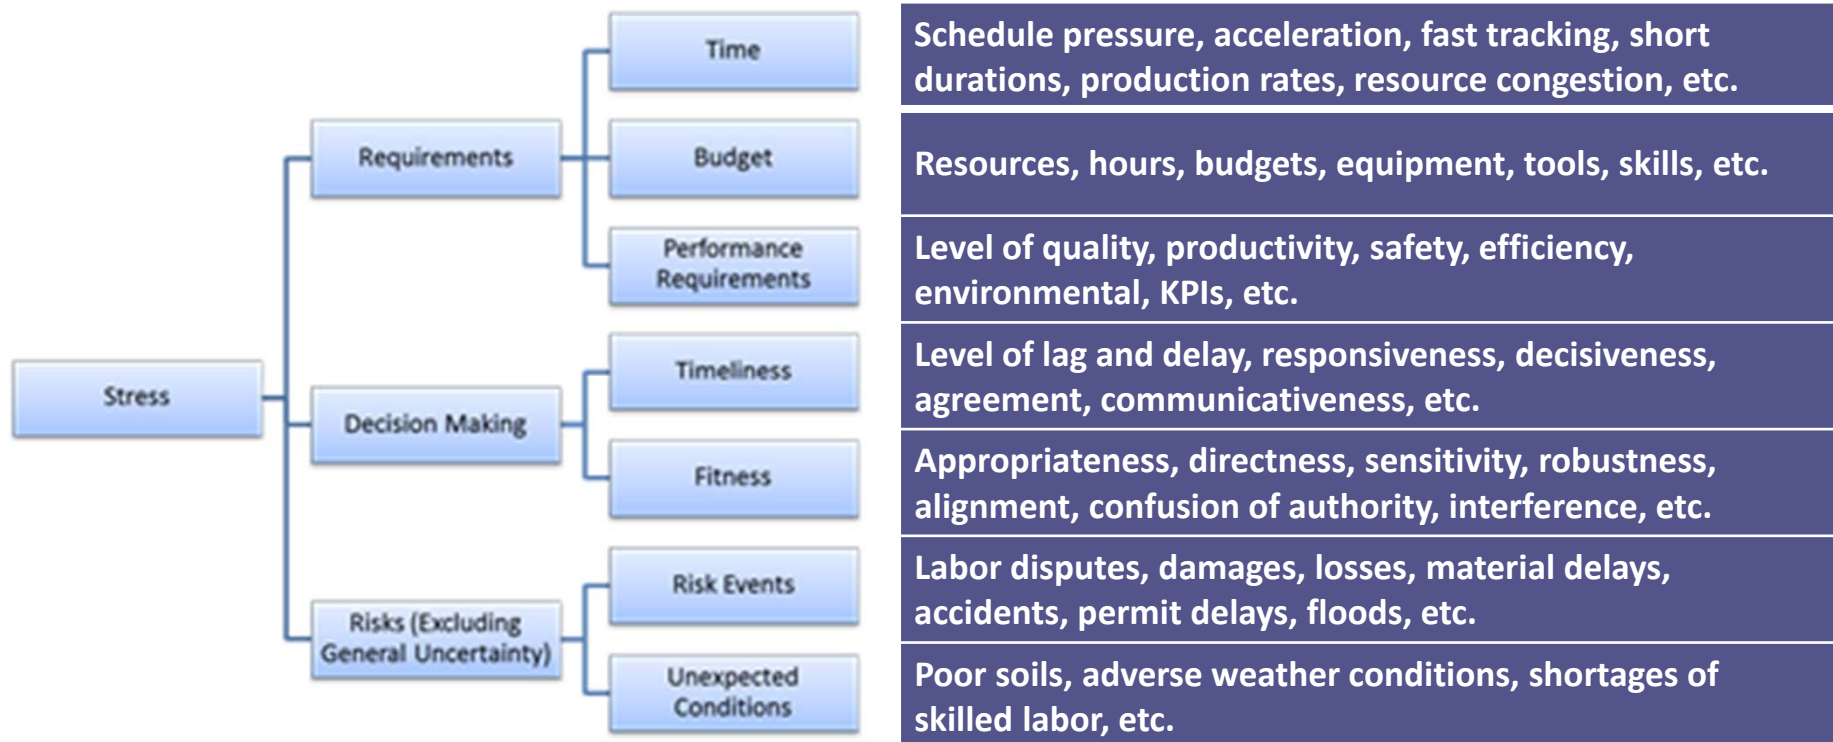 Stress
Requirements
Decision Making
Risks (Excluding
General Uncertainty)
Time
Budget
Performance
Requirements
Timeliness
Fitness
Risk Events
Unexpected
Conditions
Schedule pressure, acceleration, fast tracking, short
durations, production rates, resource congestion, etc.
Resources, hours, budgets, equipment, tools, skills, etc.
Level of quality, productivity, safety, efficiency,
environmental, KPIs, etc.
Level of lag and delay, responsiveness, decisiveness,
agreement, communicativeness, etc.
Appropriateness, directness, sensitivity, robustness,
alignment, confusion of authority, interference, etc.
Labor disputes, damages, losses, material delays,
accidents, permit delays, floods, etc.
Poor soils, adverse weather conditions, shortages of
skilled labor, etc.